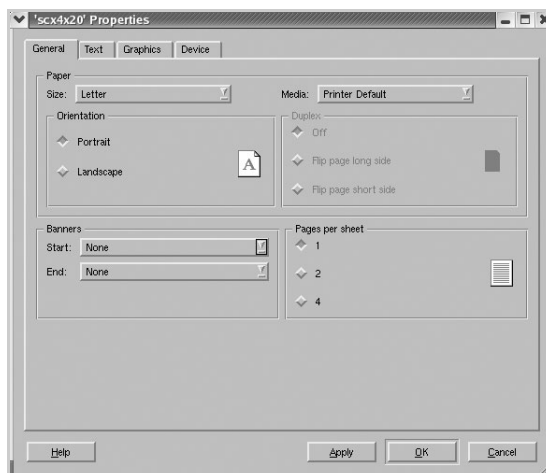 'scx4x20' Properties
General Text Graphics Device
Paper
Size: Letter
Media: Printer Default
Orientation
Portrait
Landscape
A
Duplex
Off
Flip page long side
Flip page short side
Banners
Start: None
End: None
Pages per sheet
1
2
4
Help Apply OK Cancel